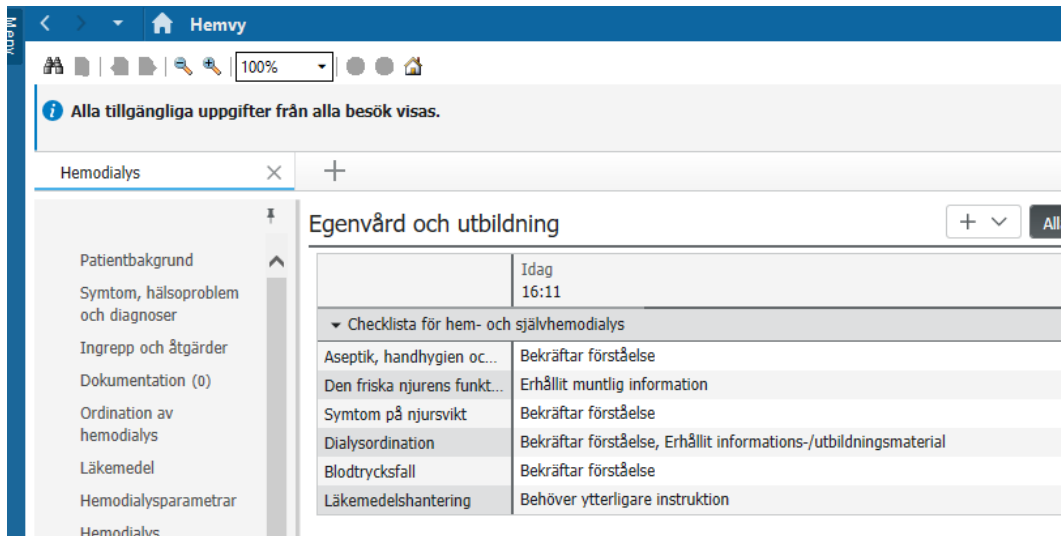 Meny
Hemvy
100%
Alla tillgängliga uppgifter från alla besök visas.
Hemodialys
Egenvård och utbildning
All
Patientbakgrund
Symtom, hälsoproblem
och diagnoser
Ingrepp och åtgärder
Dokumentation (0)
Ordination av
hemodialys
Läkemedel
Hemodialysparametrar
Hemodialys
Idag
16:11
Checklista för hem- och självhemodialys
Aseptik, handhygien oc... Bekräftar förståelse
Den friska njurens funkt... Erhållit muntlig information
Symtom på njursvikt Bekräftar förståelse
Dialysordination Bekräftar förståelse, Erhållit informations-/utbildningsmaterial
Blodtrycksfall Bekräftar förståelse
Läkemedelshantering Behöver ytterligare instruktion